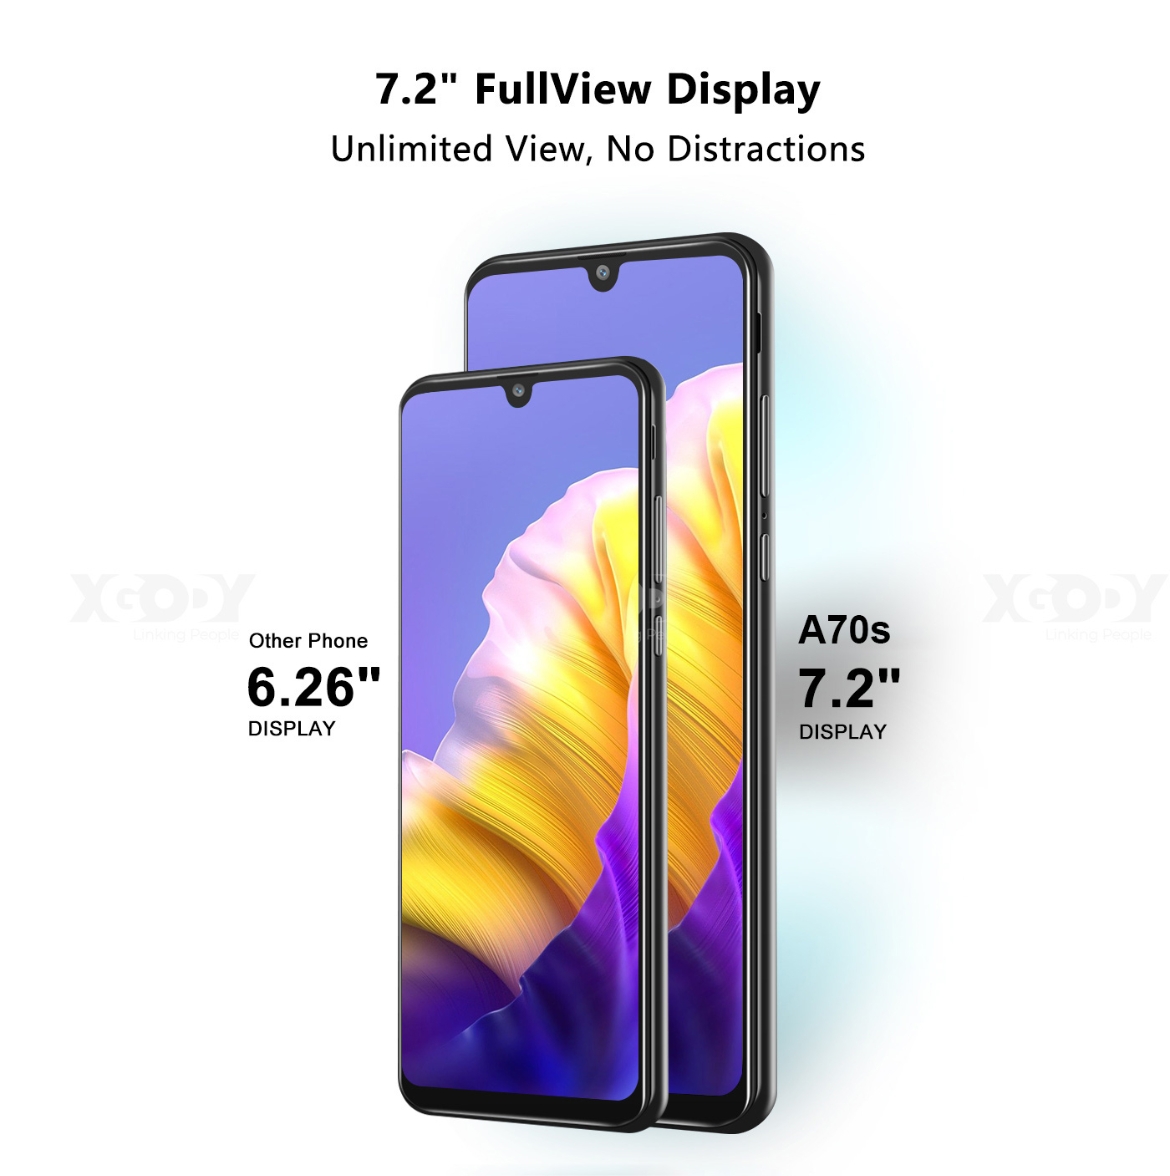 7.2" FullView Display
Unlimited View, No Distractions
XGODY
Linking People
Other Phone
6.26"
DISPLAY
A70s
7.2"
DISPLAY
XGODY
Linking People